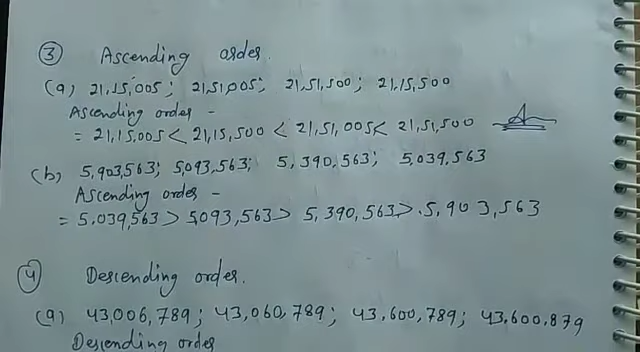 ③ Ascending order.
(a) 21,15,005; 21,51,005; 21,51,500; 21,15,500
Ascending order -
= 21,15,005 < 21,15,500 < 21,51,005 < 21,51,500
(b) 5,903,563; 5,093,563; 5,390,563; 5,039,563
Ascending order -
= 5,039,563 > 5,093,563 > 5,390,563 > 5,903,563
④ Descending order.
(a) 43,006,789; 43,060,789; 43,600,789; 43,600,879
Descending order